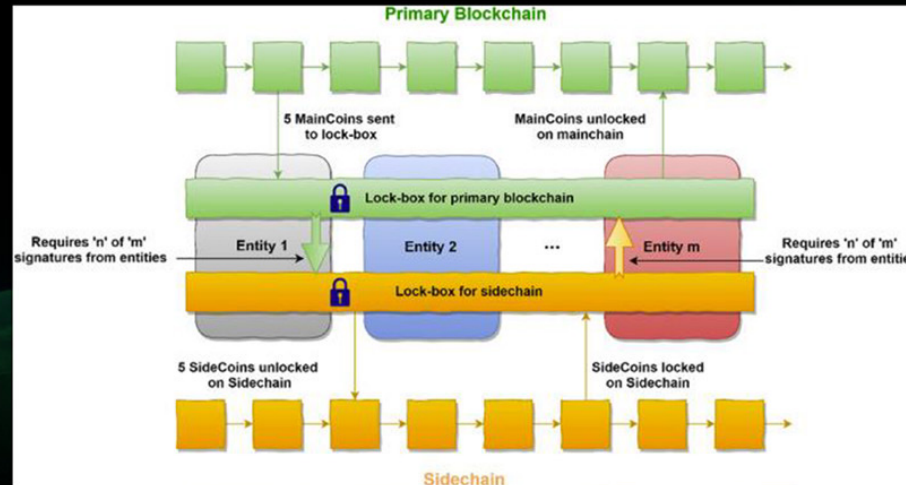 Primary Blockchain
5 MainCoins sent
to lock-box
MainCoins unlocked
on mainchain
Lock-box for primary blockchain
Requires 'n' of 'm'
signatures from entities
Entity 1
Entity 2
...
Entity m
Requires 'n' of 'm'
signatures from entities
Lock-box for sidechain
5 SideCoins unlocked
on Sidechain
SideCoins locked
on Sidechain
Sidechain